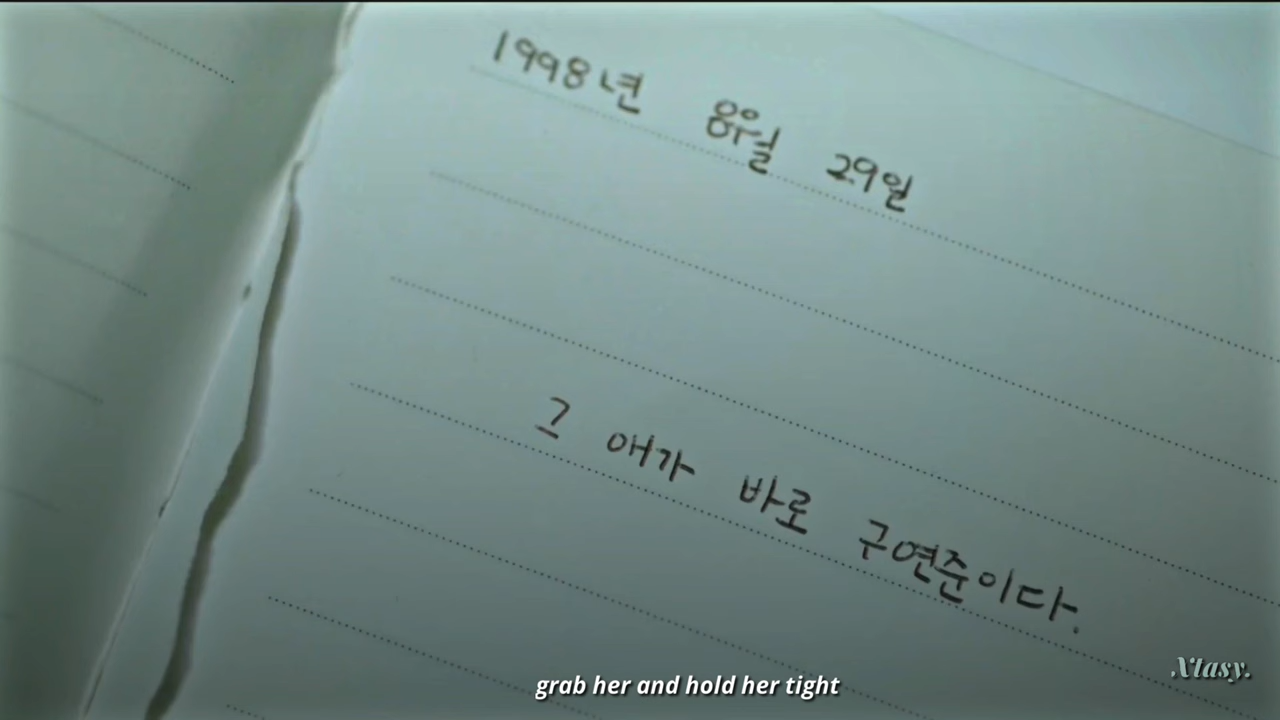 1998년 8월 29일
그 애가 바로 구연준이다.
grab her and hold her tight
Xtasy.